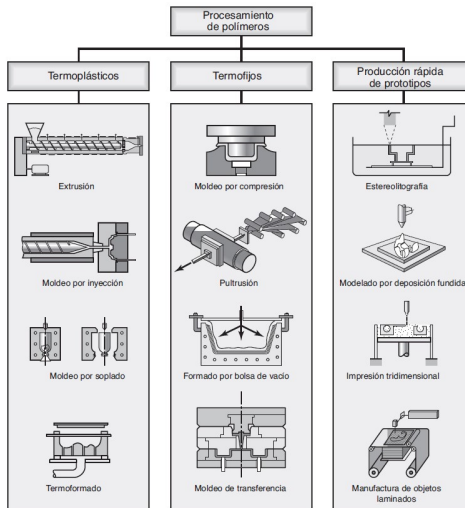 Procesamiento
de polímeros
Termoplásticos
Termofijos
Producción rápida
de prototipos
Extrusión
Moldeo por inyección
Moldeo por soplado
Termoformado
Moldeo por compresión
Pultrusión
Formado por bolsa de vacío
Moldeo de transferencia
Estereolitografía
Modelado por deposición fundida
Impresión tridimensional
Manufactura de objetos
laminados